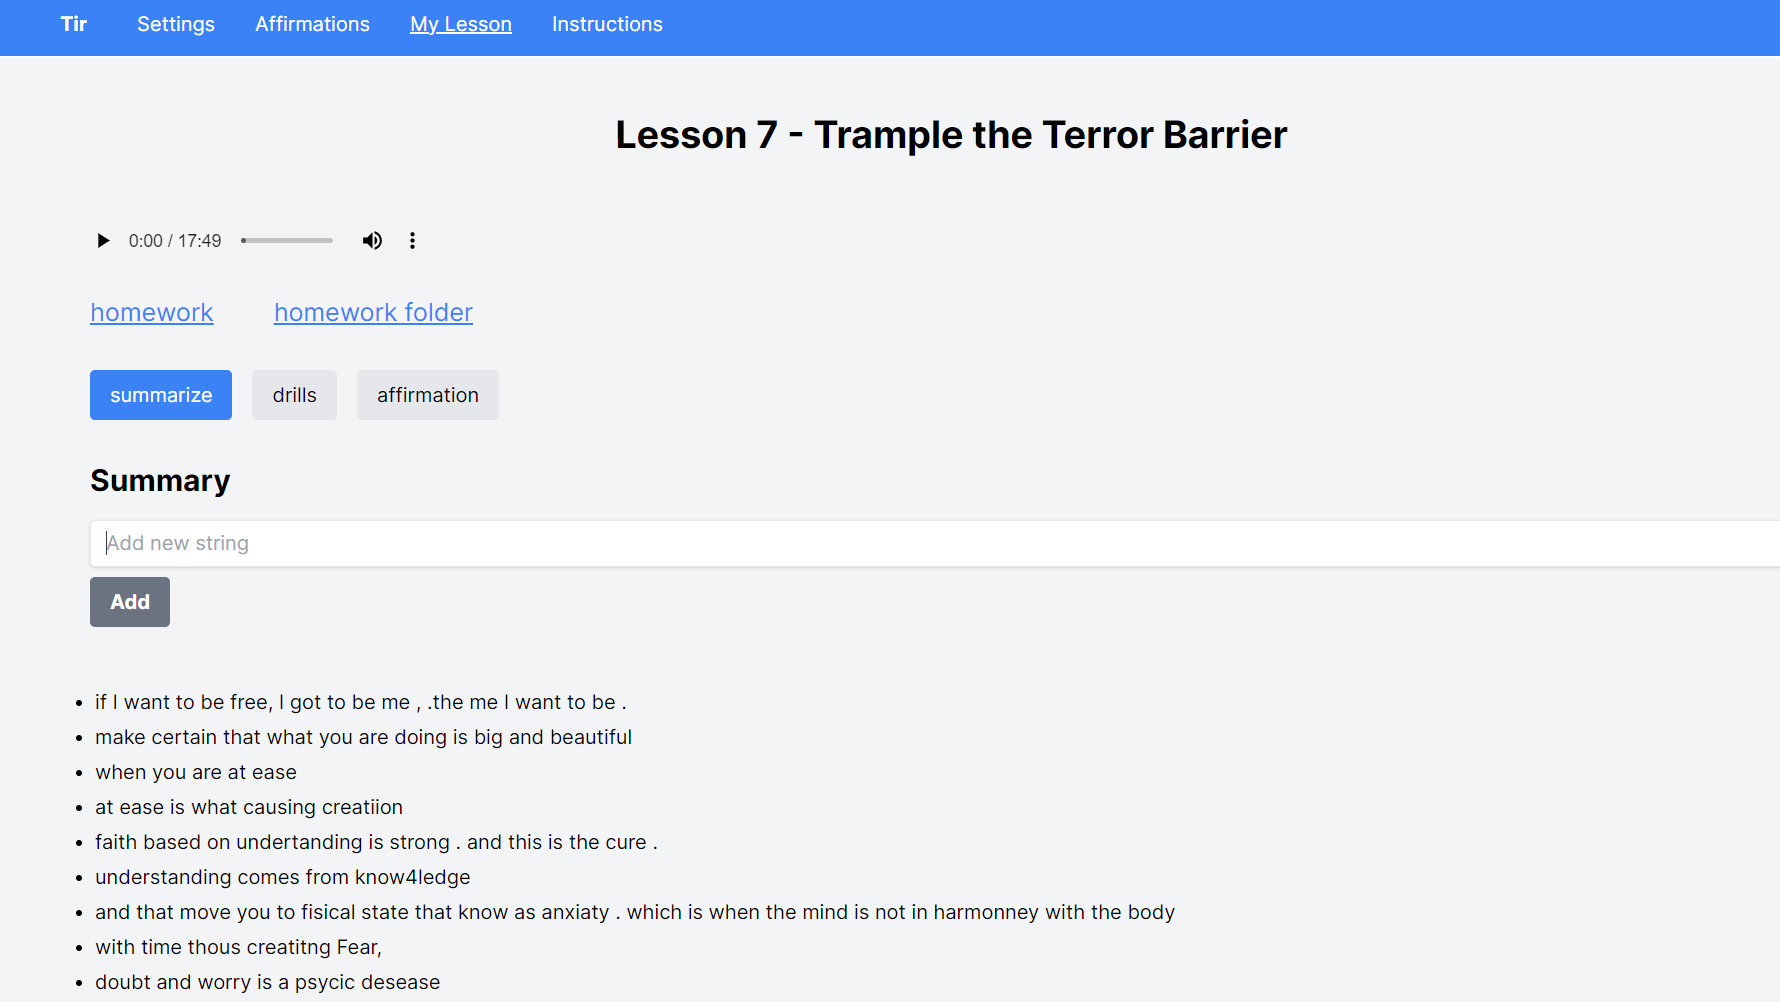 Tir Settings Affirmations My Lesson Instructions
Lesson 7 - Trample the Terror Barrier
0:00 / 17:49
homework homework folder
summarize drills affirmation
Summary
Add new string
Add
if I want to be free, I got to be me , .the me I want to be .
make certain that what you are doing is big and beautiful
when you are at ease
at ease is what causing creatiion
faith based on undertanding is strong . and this is the cure .
understanding comes from know4ledge
and that move you to fisical state that know as anxiaty . which is when the mind is not in harmonney with the body
with time thous creatitng Fear,
doubt and worry is a psycic desease